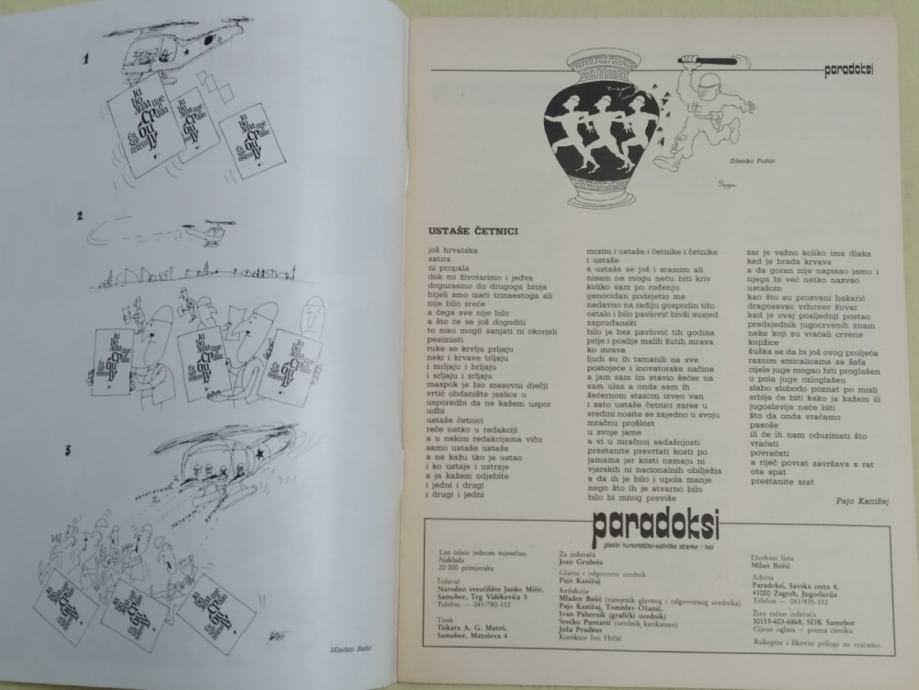 1
2
3
Mladen Bašić
paradoksi
Zdenko Puhin
USTAŠE ČETNICI
još hrvatska
satira
ni propala
dok mi životarimo i jedva
dogurasmo do drugoga broja
htjeli smo izaći trinaestoga ali
nije bilo sreće
a čega sve nije bilo
a što će se još dogoditi
to nisu mogli sanjati ni okorjeli
pesimisti
ruke se krvlju prljaju
neki i krvave trljaju
i mrljaju i brljaju
i srljaju i srljaju
maspok je bio masovni dječji
vrtić obdanište jaslice u
usporedbi da ne kažem uspor
udbi
ustaše četnici
reče netko u redakciji
a u nekim redakcijama viču
samo ustaše ustaše
a ne kažu tko je ustao
i ko ustaje i ustraje
a ja kažem odjebite
i jedni i drugi
i drugi i jedni
mrzim i ustaše i četnike i četnike
i ustaše
a ustaša se još i sramim ali
nisam ne mogu neću biti kriv
koliko sam po rođenju
genocidan podsjetio me
nedavno na radiju gospodin tito
ostalo i bilo pavlović bivši susjed
zaprudanski
bilo je bez pavlović tih godina
prije i poslije malih žutih mrava
ko mrava
ljudi su ih tamanili na sve
postojeće i inovatorske načine
a jam sam im stavio šećer na
sam ulaz a onda sam ih
šećernom stazom izveo van
i zato ustaše četnici zares u
sredini nosite se zajedno u svoju
mračnu prošlost
u svoje jame
a vi u mračnoj sadašnjosti
prestanite prevrtati kosti po
jamama jer kosti nemaju ni
vjerskih ni nacionalnih obilježja
a da ih je bilo i upola manje
nego što ih je stvarno bilo
bilo bi mnog previše
zar je važno koliko ima dlaka
kad je brada krvava
a da goran nije napisao jamu i
njega bi već netko nazvao
ustašom
kao što su prozvani bakarić
dragosavac vrhovec šuvar
kad je ovaj posljednji postao
predsjednik jugocrvenih znam
neke koji su vraćali crvene
knjižice
šuška se da bi još ovog proljeća
raznim smicalicama za šefa
cijele juge mogao biti proglašen
u pola juge ozloglašen
slabo slobodo poznat po misli
srbija će biti kako ja kažem ili
jugoslavije neće biti
što da onda vraćamo
pasoše
ili će ih nam oduzimati što
vraćati
povraćati
a riječ povrat završava s rat
ote spat
prestanite srat
Pajo Kanižaj
paradoksi
glasilo humorističko-satiričke stranke / hss
List izlazi jednom mjesečno.
Naklada
20 000 primjeraka
Izdavač
Narodno sveučilište Janko Mišić,
Samobor, Trg Videkovića 1
Telefon — 041/780-112
Tisak
Tiskara A. G. Matoš,
Samobor, Matoševa 4
Za izdavača
Joso Grubeša
Glavni i odgovorni urednik
Pajo Kanižaj
Redakcija
Mladen Bašić (zamjenik glavnog i odgovornog urednika)
Pajo Kanižaj, Tomislav Ožanić,
Ivan Pahernik (grafički urednik)
Srećko Puntarić (urednik karikature)
Joža Prudeus
Korektor Ivo Hršić
Direktor lista
Milan Božić
Adresa
Paradoksi, Savska cesta 8,
41000 Zagreb, Jugoslavija
Telefon — 041/435-333
Žiro račun izdavača
30113-603-6868, SDK Samobor
Cijene oglasa — prema cjeniku
Rukopise i likovne priloge ne vraćamo.